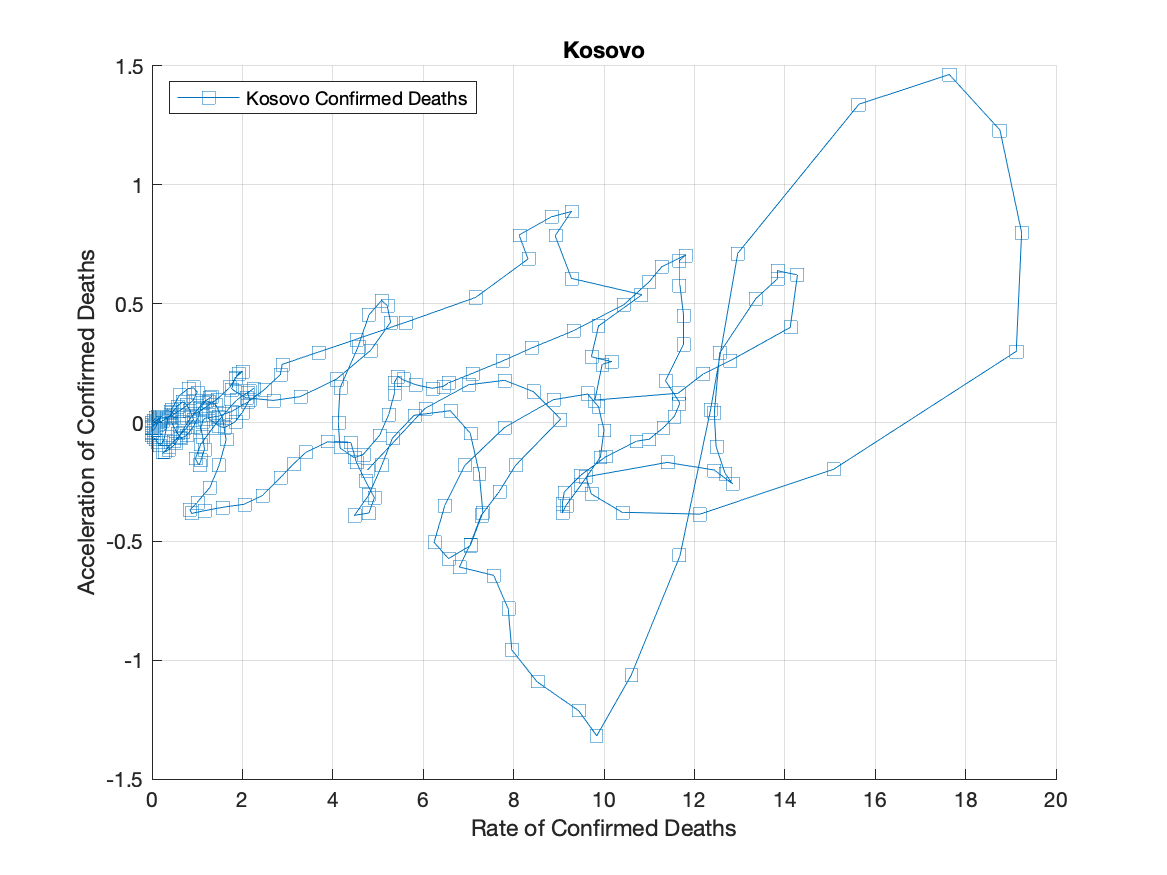 Kosovo
Kosovo Confirmed Deaths
Acceleration of Confirmed Deaths
1.5
1
0.5
0
-0.5
-1
-1.5
0 2 4 6 8 10 12 14 16 18 20
Rate of Confirmed Deaths